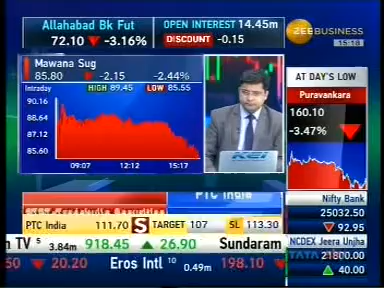 Allahabad Bk Fut
72.10 ▼ -3.16%
OPEN INTEREST 14.45m
DISCOUNT -0.15
ZEE BUSINESS
15:18
Mawana Sug
85.80 ▼ -2.15 -2.44%
Intraday HIGH 89.45 LOW 85.55
90.16
88.64
87.12
85.60
09:07 12:12 15:17
KEI
AT DAY'S LOW
Puravankara
160.10
-3.47% ▼
PTC India
PTC India 111.70 S TARGET 107 SL 113.30
Nifty Bank
25032.50
▼ 92.95
NCDEX Jeera Unjha
21800.00
▲ 40.00
TATA
TV 5 3.84m 918.45 ▲ 26.90 Sundaram
50 ▼ 20.20 Eros Intl 10 0.49m 198.10 ▼